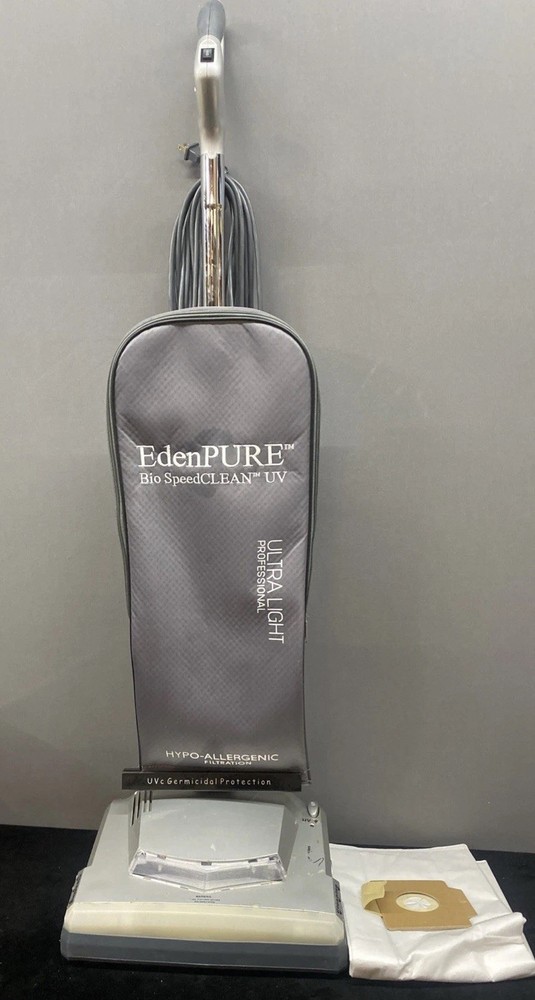 EdenPURE™
Bio SpeedCLEAN™ UV
ULTRA LIGHT
PROFESSIONAL
HYPO-ALLERGENIC
FILTRATION
UVc Germicidal Protection